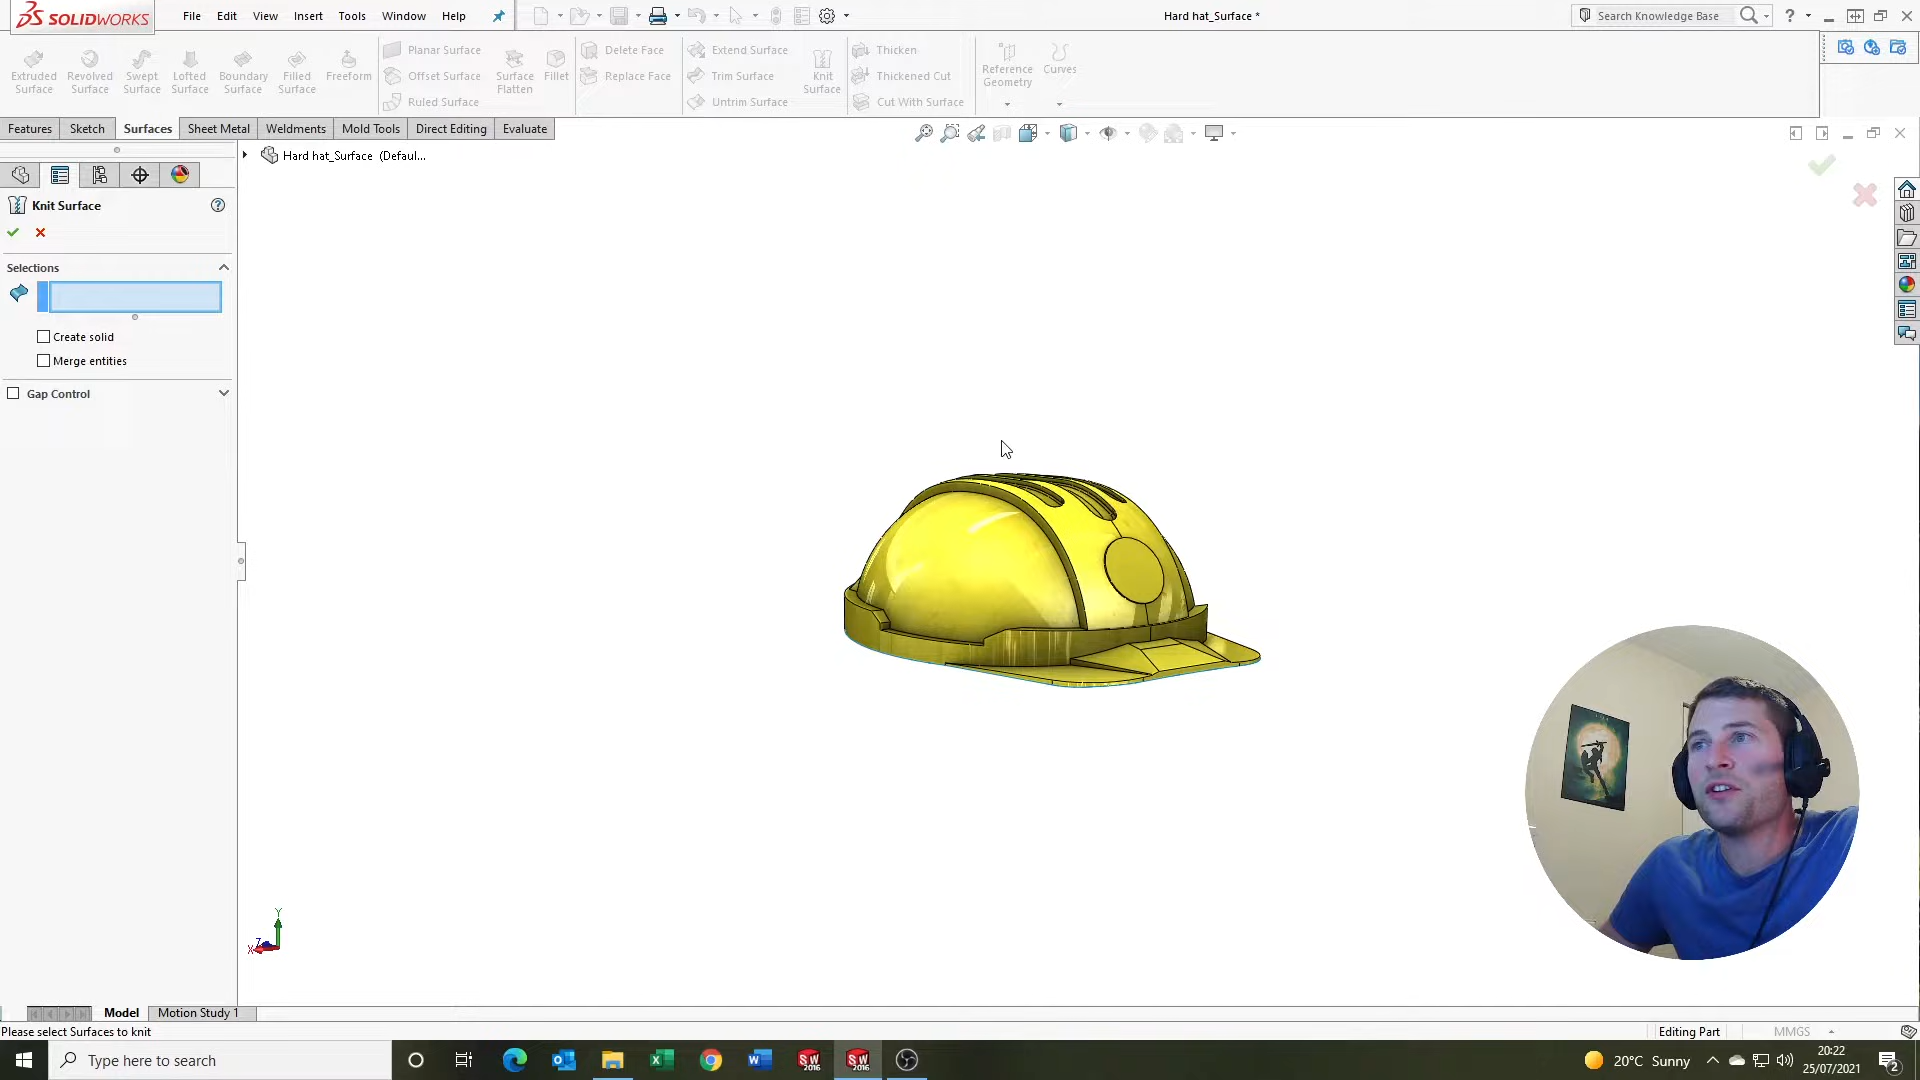 SOLIDWORKS File Edit View Insert Tools Window Help Hard hat_Surface * Search Knowledge Base ?
Extruded Surface
Revolved Surface
Swept Surface
Lofted Surface
Boundary Surface
Filled Surface
Freeform
Planar Surface
Offset Surface
Ruled Surface
Surface Flatten
Fillet
Delete Face
Replace Face
Extend Surface
Trim Surface
Untrim Surface
Knit Surface
Thicken
Thickened Cut
Cut With Surface
Reference Geometry
Curves
Features Sketch Surfaces Sheet Metal Weldments Mold Tools Direct Editing Evaluate
Hard hat_Surface (Defaul...
Knit Surface
Selections
Create solid
Merge entities
Gap Control
Y
Z
X
Model Motion Study 1
Please select Surfaces to knit Editing Part MMGS
Type here to search
SW 2016
SW 2016
20°C Sunny
20:22
25/07/2021
2